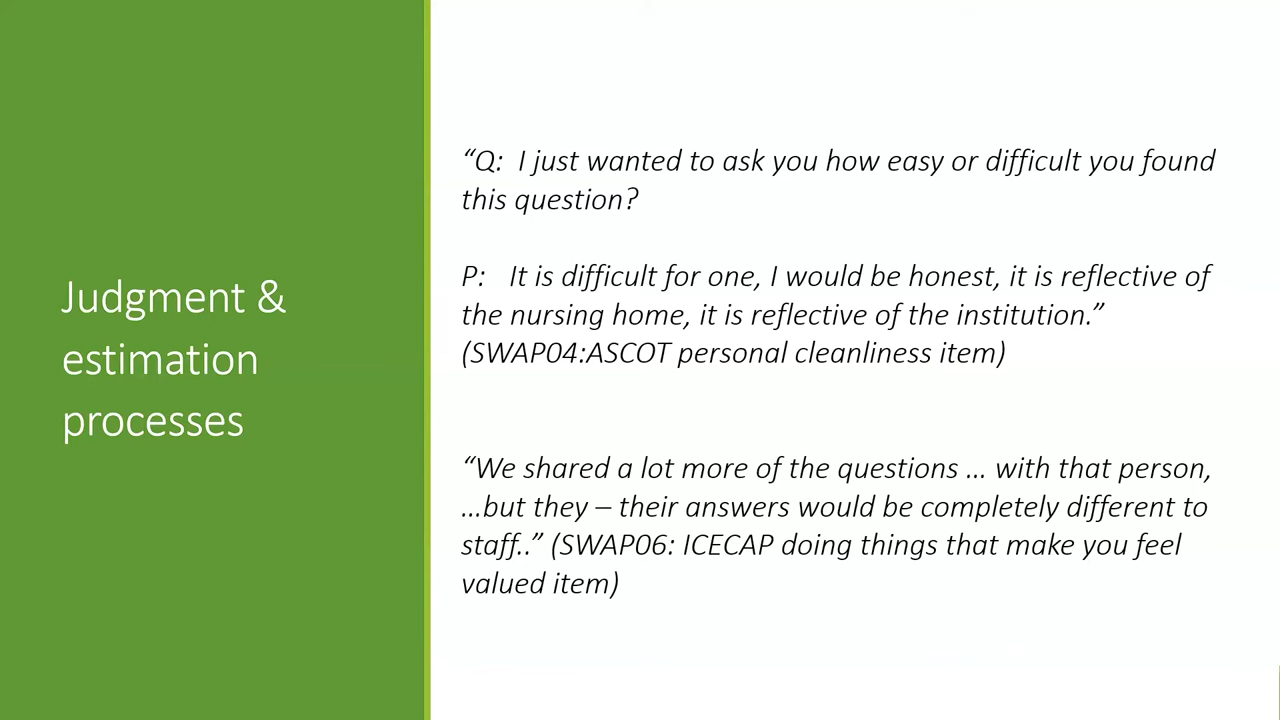 Judgment &
estimation
processes
“Q:  I just wanted to ask you how easy or difficult you found
this question?
P:   It is difficult for one, I would be honest, it is reflective of
the nursing home, it is reflective of the institution.”
(SWAP04:ASCOT personal cleanliness item)
“We shared a lot more of the questions … with that person,
…but they – their answers would be completely different to
staff..” (SWAP06: ICECAP doing things that make you feel
valued item)